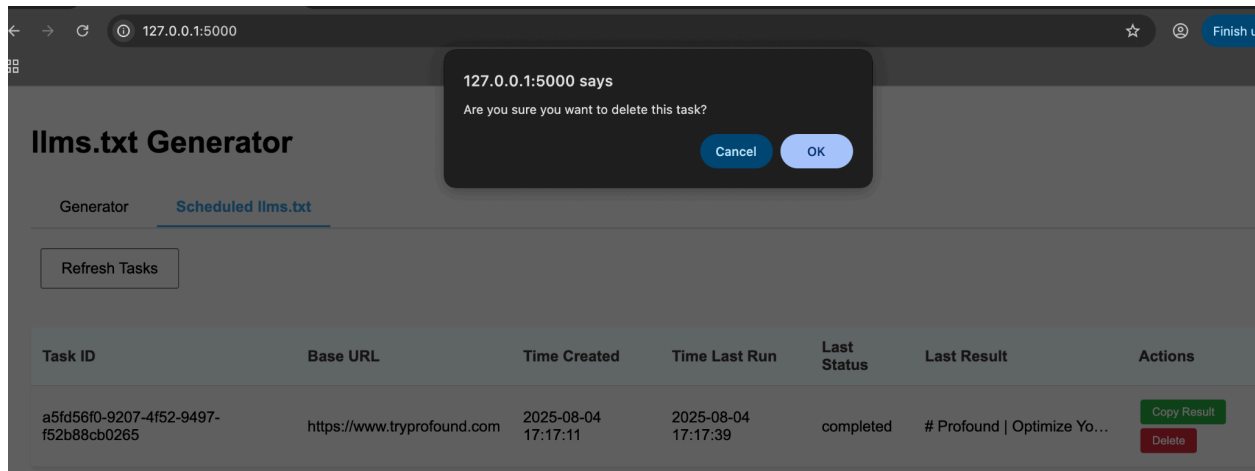 127.0.0.1:5000
Finish u
127.0.0.1:5000 says
Are you sure you want to delete this task?
Cancel OK
llms.txt Generator
Generator Scheduled llms.txt
Refresh Tasks
Task ID Base URL Time Created Time Last Run Last Status Last Result Actions
a5fd56f0-9207-4f52-9497-f52b88cb0265 https://www.tryprofound.com 2025-08-04 17:17:11 2025-08-04 17:17:39 completed # Profound | Optimize Yo… Copy Result
Delete